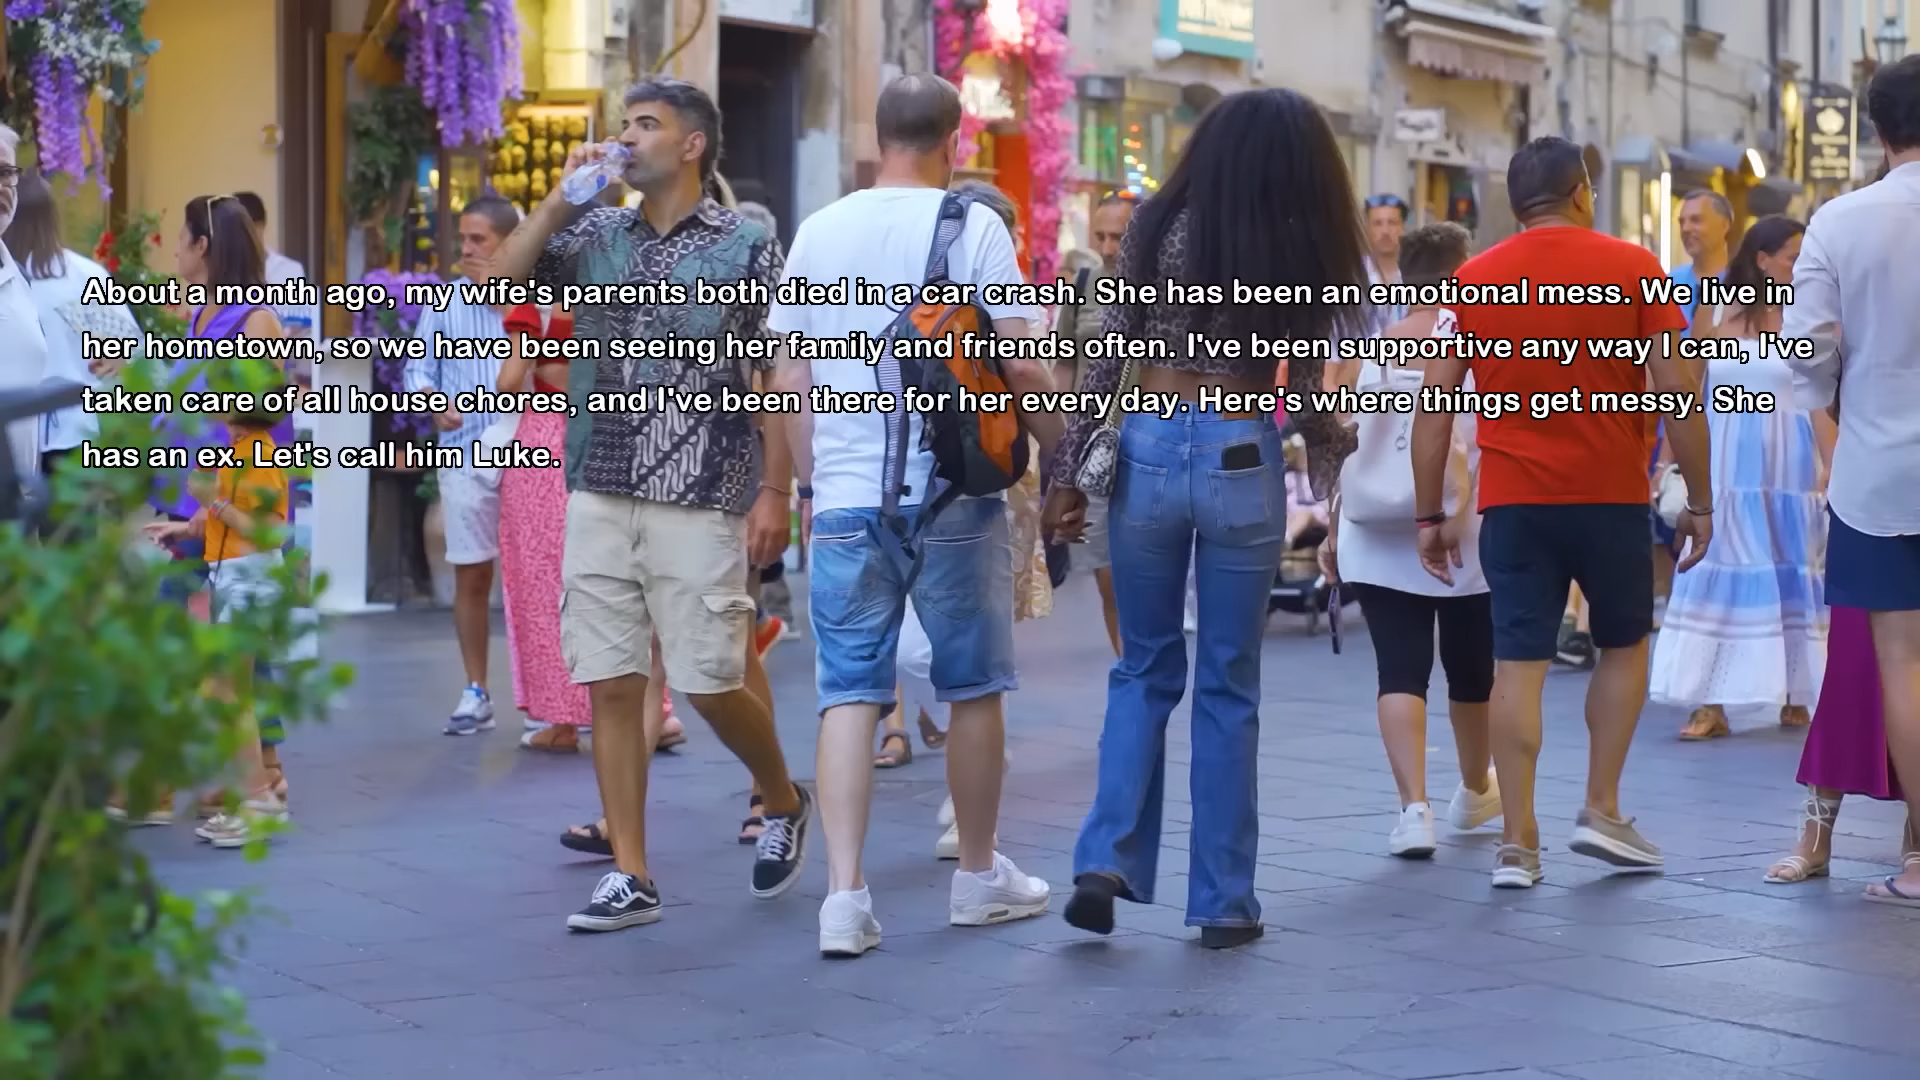 About a month ago, my wife's parents both died in a car crash. She has been an emotional mess. We live in
her hometown, so we have been seeing her family and friends often. I've been supportive any way I can, I've
taken care of all house chores, and I've been there for her every day. Here's where things get messy. She
has an ex. Let's call him Luke.